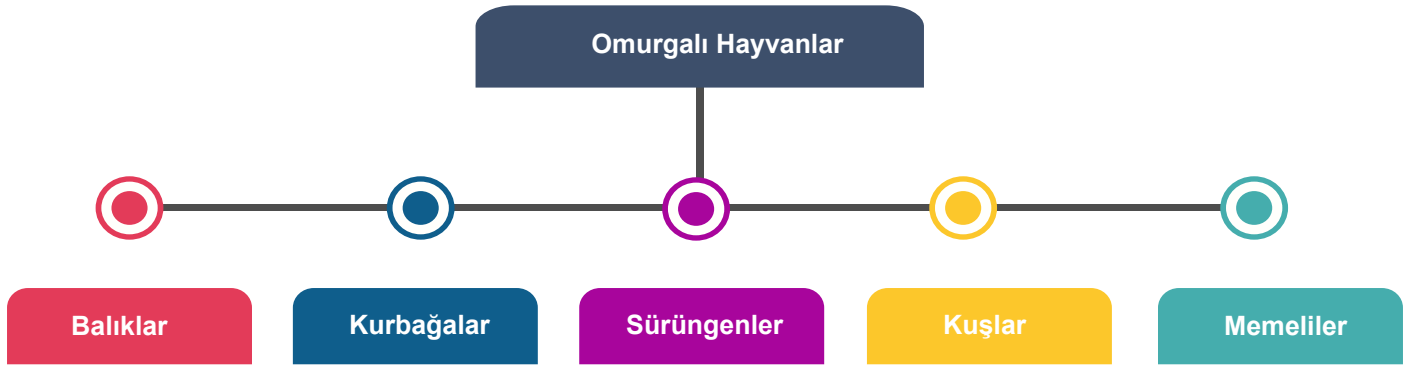 Omurgalı Hayvanlar
Balıklar
Kurbağalar
Sürüngenler
Kuşlar
Memeliler